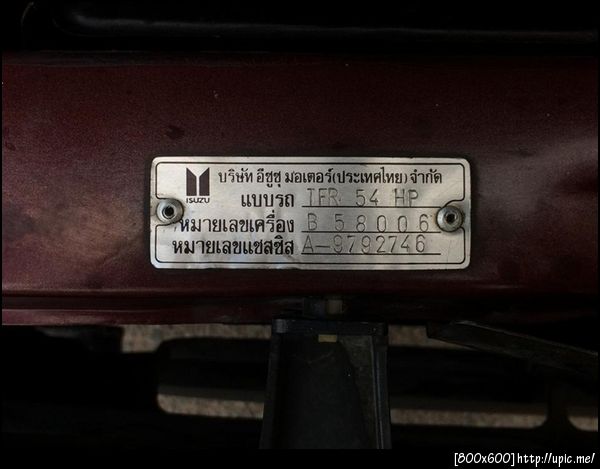 บริษัท อีซูซุ มอเตอร์(ประเทศไทย) จำกัด
ISUZU
แบบรถ TFR 54 HP
หมายเลขเครื่อง B 58006
หมายเลขแชสซิส A-9792746
[800x600]http://upic.me/